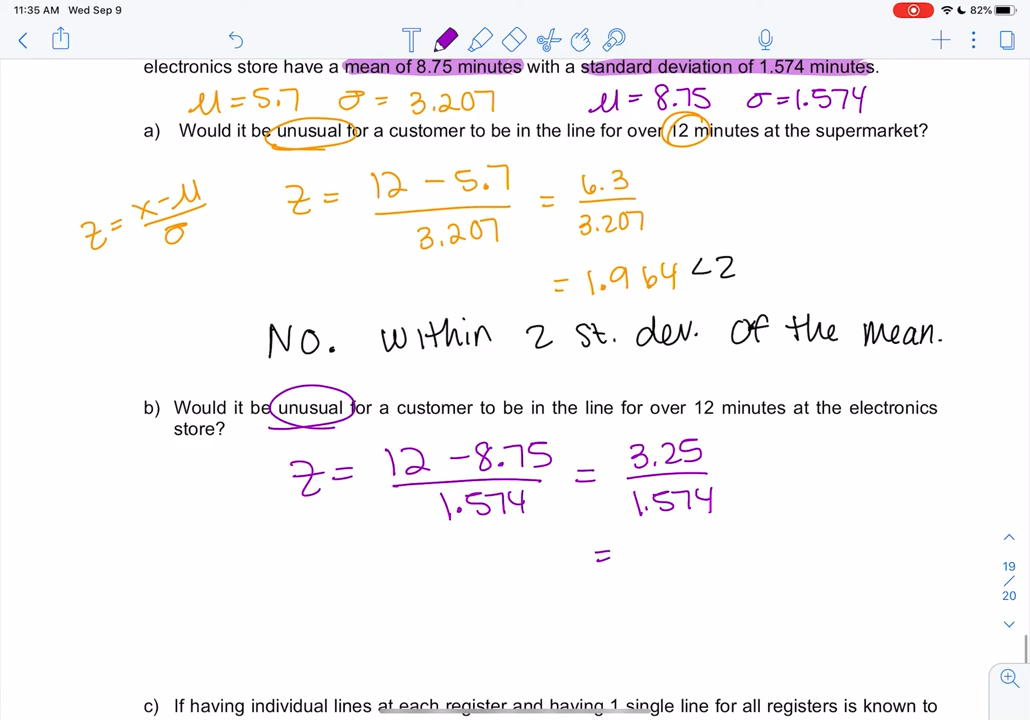 11:35 AM Wed Sep 9
82%
electronics store have a mean of 8.75 minutes with a standard deviation of 1.574 minutes.
μ = 5.7 σ = 3.207 μ = 8.75 σ = 1.574
a) Would it be unusual for a customer to be in the line for over 12 minutes at the supermarket?
z = (x - μ) / σ
z = (12 - 5.7) / 3.207 = 6.3 / 3.207
= 1.964 < 2
NO. Within 2 st. dev. of the mean.
b) Would it be unusual for a customer to be in the line for over 12 minutes at the electronics
store?
z = (12 - 8.75) / 1.574 = 3.25 / 1.574
=
19
/
20
c) If having individual lines at each register and having 1 single line for all registers is known to